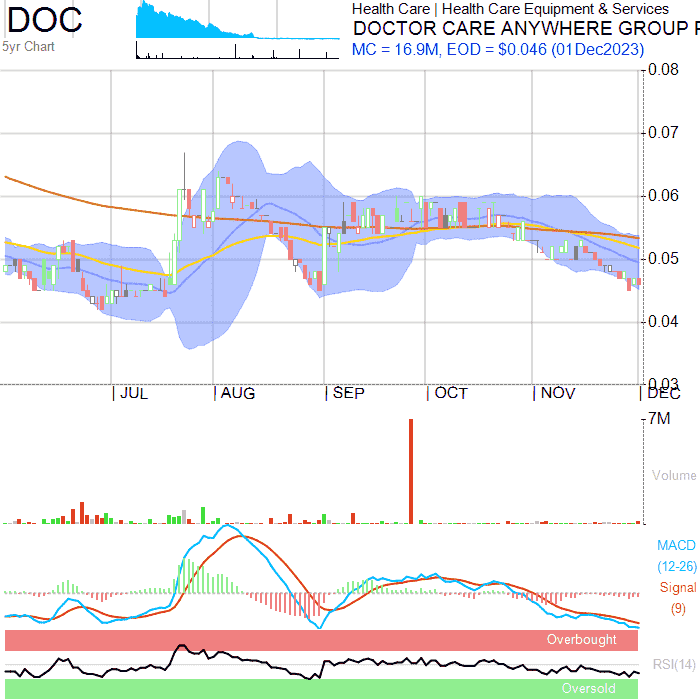 DOC
5yr Chart
Health Care | Health Care Equipment & Services
DOCTOR CARE ANYWHERE GROUP P
MC = 16.9M, EOD = $0.046 (01Dec2023)
0.08
0.07
0.06
0.05
0.04
0.03
| JUL | AUG | SEP | OCT | NOV | DEC
7M
Volume
MACD
(12-26)
Signal
(9)
Overbought
RSI(14)
Oversold